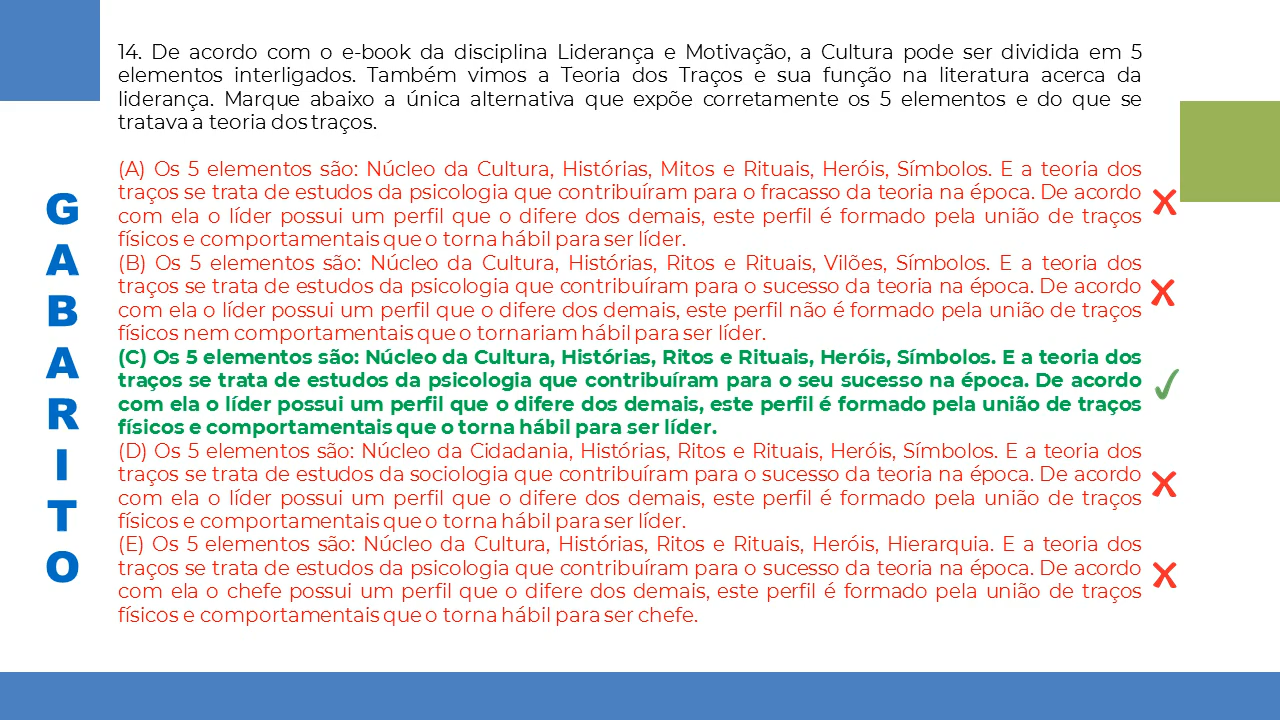 14. De acordo com o e-book da disciplina Liderança e Motivação, a Cultura pode ser dividida em 5
elementos interligados. Também vimos a Teoria dos Traços e sua função na literatura acerca da
liderança. Marque abaixo a única alternativa que expõe corretamente os 5 elementos e do que se
tratava a teoria dos traços.
(A) Os 5 elementos são: Núcleo da Cultura, Histórias, Mitos e Rituais, Heróis, Símbolos. E a teoria dos
traços se trata de estudos da psicologia que contribuíram para o fracasso da teoria na época. De acordo
com ela o líder possui um perfil que o difere dos demais, este perfil é formado pela união de traços
físicos e comportamentais que o torna hábil para ser líder.
(B) Os 5 elementos são: Núcleo da Cultura, Histórias, Ritos e Rituais, Vilões, Símbolos. E a teoria dos
traços se trata de estudos da psicologia que contribuíram para o sucesso da teoria na época. De acordo
com ela o líder possui um perfil que o difere dos demais, este perfil não é formado pela união de traços
físicos nem comportamentais que o tornariam hábil para ser líder.
(C) Os 5 elementos são: Núcleo da Cultura, Histórias, Ritos e Rituais, Heróis, Símbolos. E a teoria dos
traços se trata de estudos da psicologia que contribuíram para o seu sucesso na época. De acordo
com ela o líder possui um perfil que o difere dos demais, este perfil é formado pela união de traços
físicos e comportamentais que o torna hábil para ser líder.
(D) Os 5 elementos são: Núcleo da Cidadania, Histórias, Ritos e Rituais, Heróis, Símbolos. E a teoria dos
traços se trata de estudos da sociologia que contribuíram para o sucesso da teoria na época. De acordo
com ela o líder possui um perfil que o difere dos demais, este perfil é formado pela união de traços
físicos e comportamentais que o torna hábil para ser líder.
(E) Os 5 elementos são: Núcleo da Cultura, Histórias, Ritos e Rituais, Heróis, Hierarquia. E a teoria dos
traços se trata de estudos da psicologia que contribuíram para o sucesso da teoria na época. De acordo
com ela o chefe possui um perfil que o difere dos demais, este perfil é formado pela união de traços
físicos e comportamentais que o torna hábil para ser chefe.
G
A
B
A
R
I
T
O